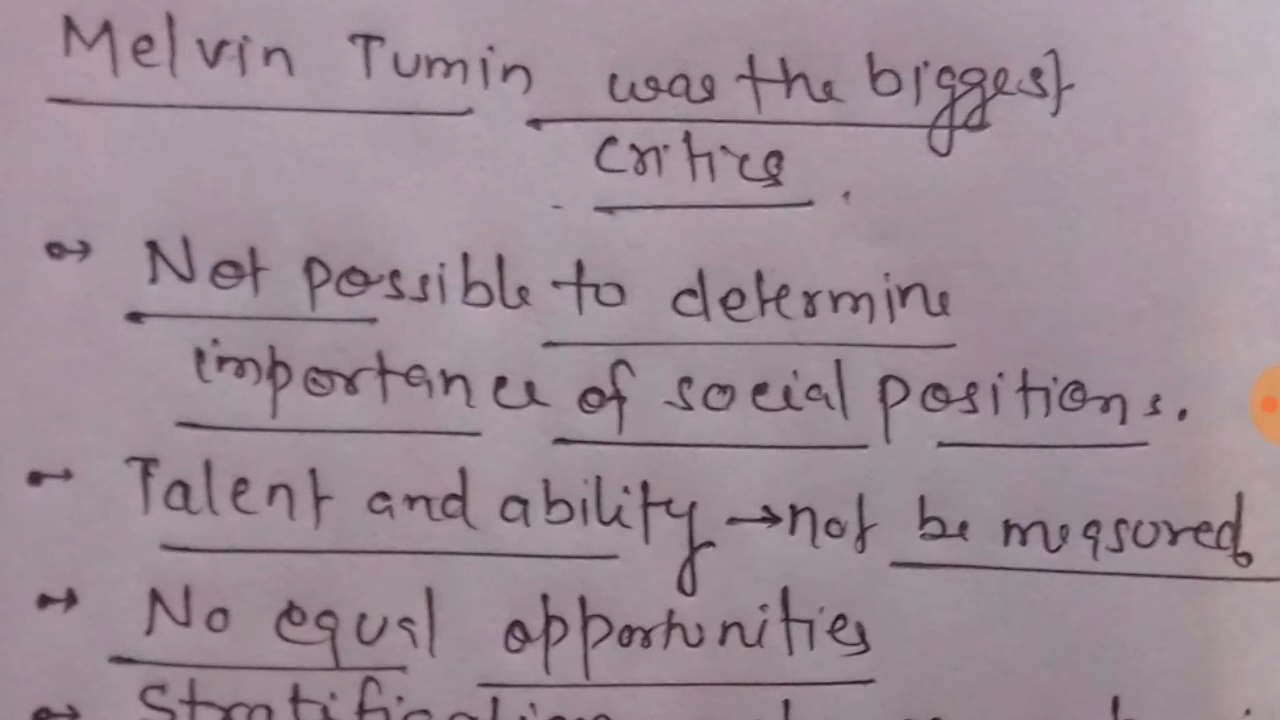 Melvin Tumin was the biggest
critics.
Not possible to determine
importance of social positions.
Talent and ability → not be measured
No equal opportunities
Stratification